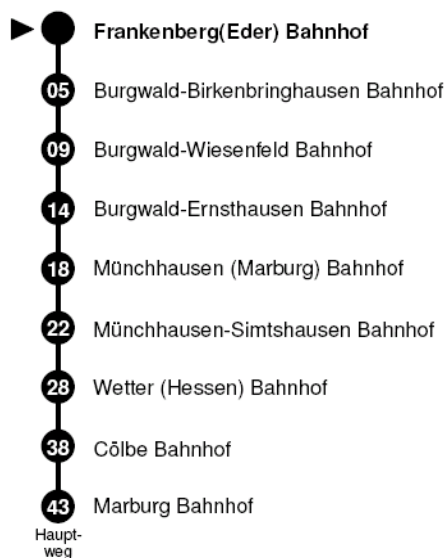 Frankenberg(Eder) Bahnhof
05 Burgwald-Birkenbringhausen Bahnhof
09 Burgwald-Wiesenfeld Bahnhof
14 Burgwald-Ernsthausen Bahnhof
18 Münchhausen (Marburg) Bahnhof
22 Münchhausen-Simtshausen Bahnhof
28 Wetter (Hessen) Bahnhof
38 Cölbe Bahnhof
43 Marburg Bahnhof
Haupt-
weg